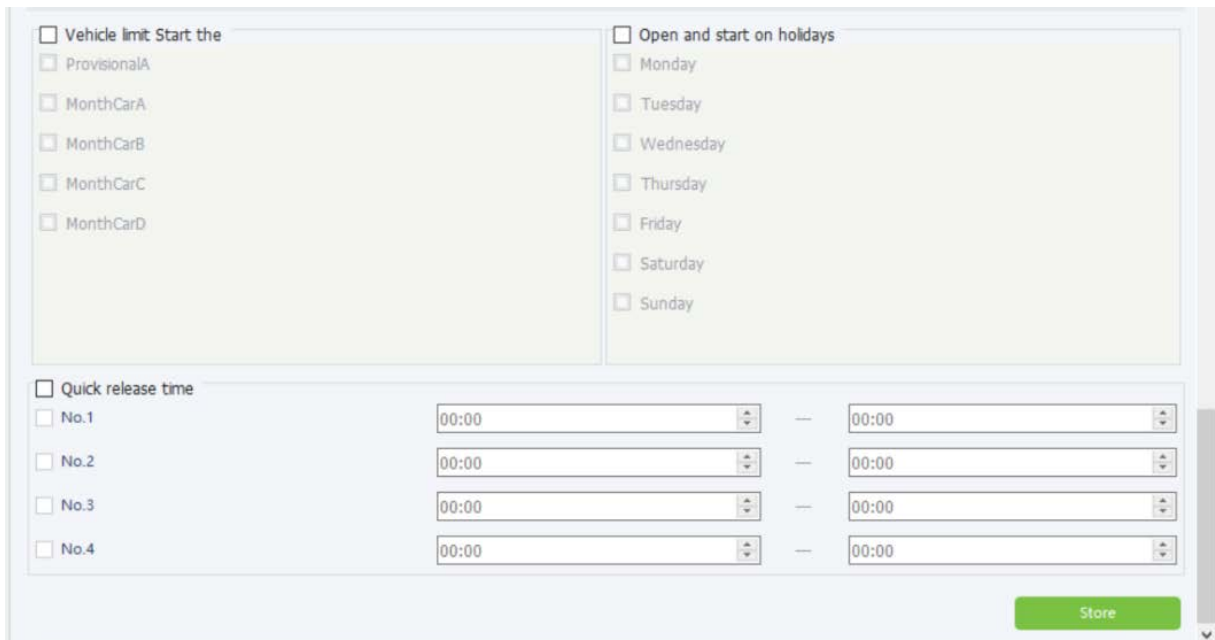 Vehicle limit Start the
ProvisionalA
MonthCarA
MonthCarB
MonthCarC
MonthCarD
Open and start on holidays
Monday
Tuesday
Wednesday
Thursday
Friday
Saturday
Sunday
Quick release time
No.1 00:00 — 00:00
No.2 00:00 — 00:00
No.3 00:00 — 00:00
No.4 00:00 — 00:00
Store